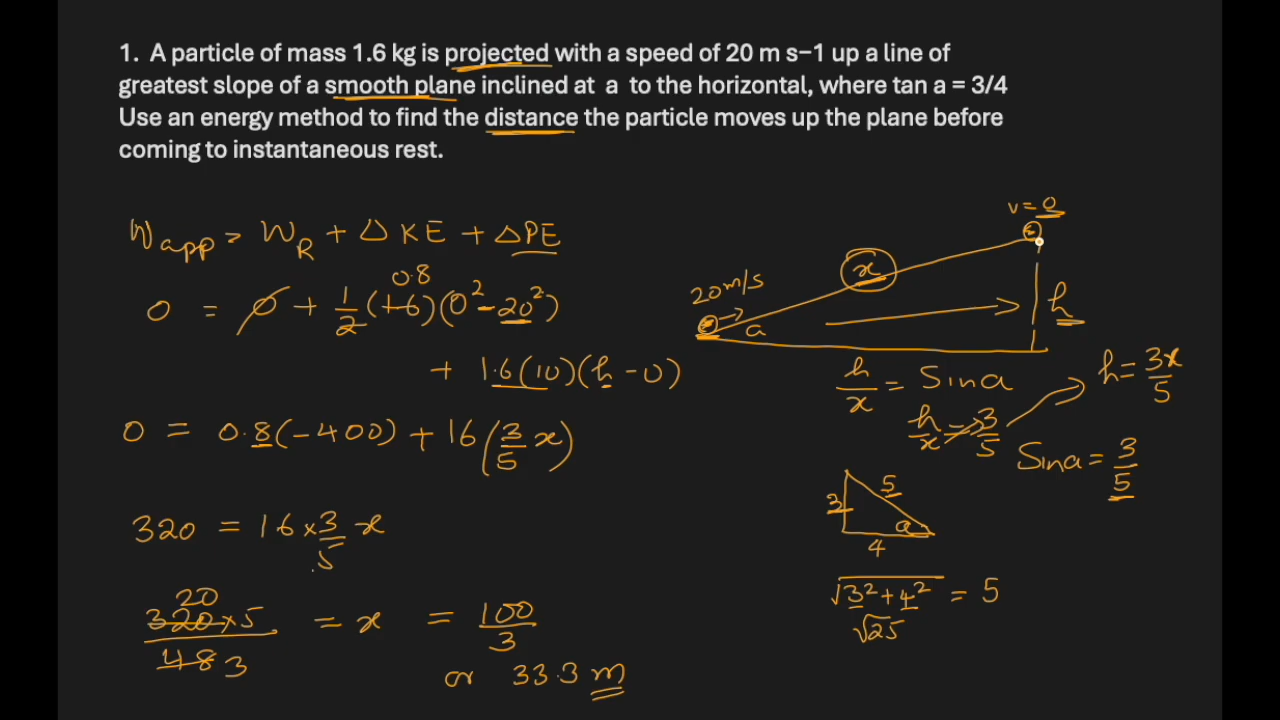 1. A particle of mass 1.6 kg is projected with a speed of 20 m s−1 up a line of
greatest slope of a smooth plane inclined at a to the horizontal, where tan a = 3/4
Use an energy method to find the distance the particle moves up the plane before
coming to instantaneous rest.
W app = W R + Δ KE + Δ PE
0.8
0 = 0 + 1/2 (1.6)(0² - 20²)
+ 1.6(10)(h - 0)
0 = 0.8(-400) + 16(3/5 x)
320 = 16 × 3/5 x
20
320×5/48 3 = x = 100/3
or 33.3 m
v = 0
x
20 m/s
a
h
h/x = Sin a
h/x = 3/5
h = 3x/5
Sin a = 3/5
3
5
a
4
√3² + 4² = 5
√25